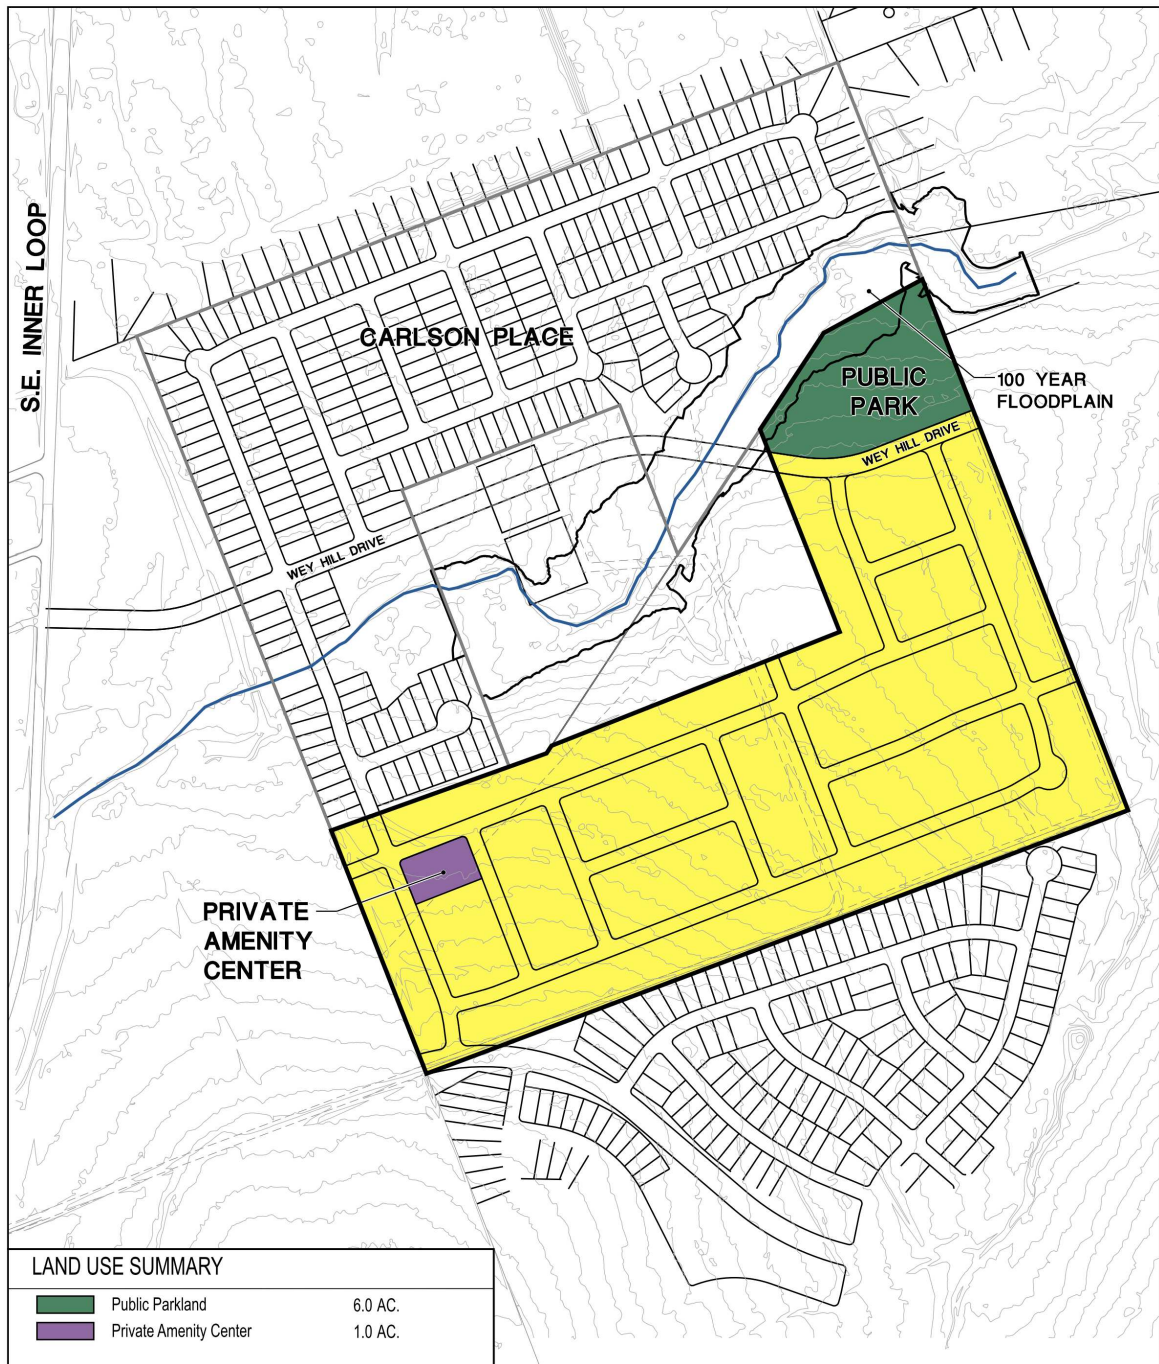 S.E. INNER LOOP
CARLSON PLACE
PUBLIC
PARK
100 YEAR
FLOODPLAIN
WEY HILL DRIVE
WEY HILL DRIVE
PRIVATE
AMENITY
CENTER
LAND USE SUMMARY
Public Parkland 6.0 AC.
Private Amenity Center 1.0 AC.